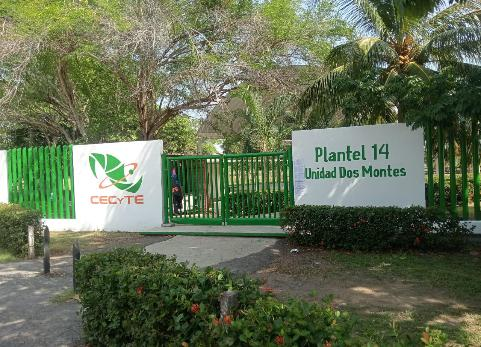 CECyTE
Plantel 14
Unidad Dos Montes